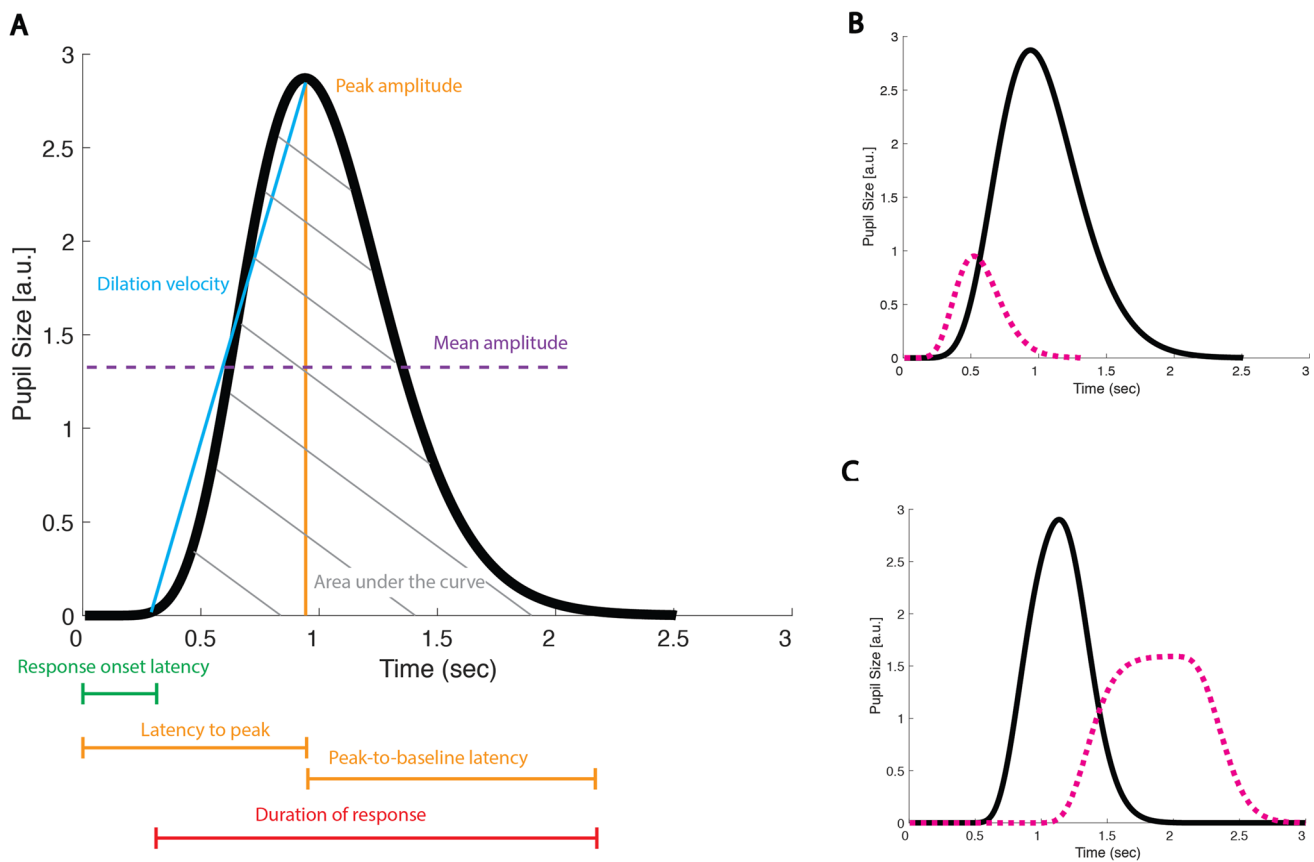 A
3
2.5
2
1.5
1
0.5
0
Pupil Size [a.u.]
Peak amplitude
Dilation velocity
Mean amplitude
Area under the curve
0 0.5 1 1.5 2 2.5 3
Time (sec)
Response onset latency
Latency to peak
Peak-to-baseline latency
Duration of response
B
3
2.5
2
1.5
1
0.5
0
Pupil Size [a.u.]
0 0.5 1 1.5 2 2.5 3
Time (sec)
C
3
2.5
2
1.5
1
0.5
0
Pupil Size [a.u.]
0 0.5 1 1.5 2 2.5 3
Time (sec)